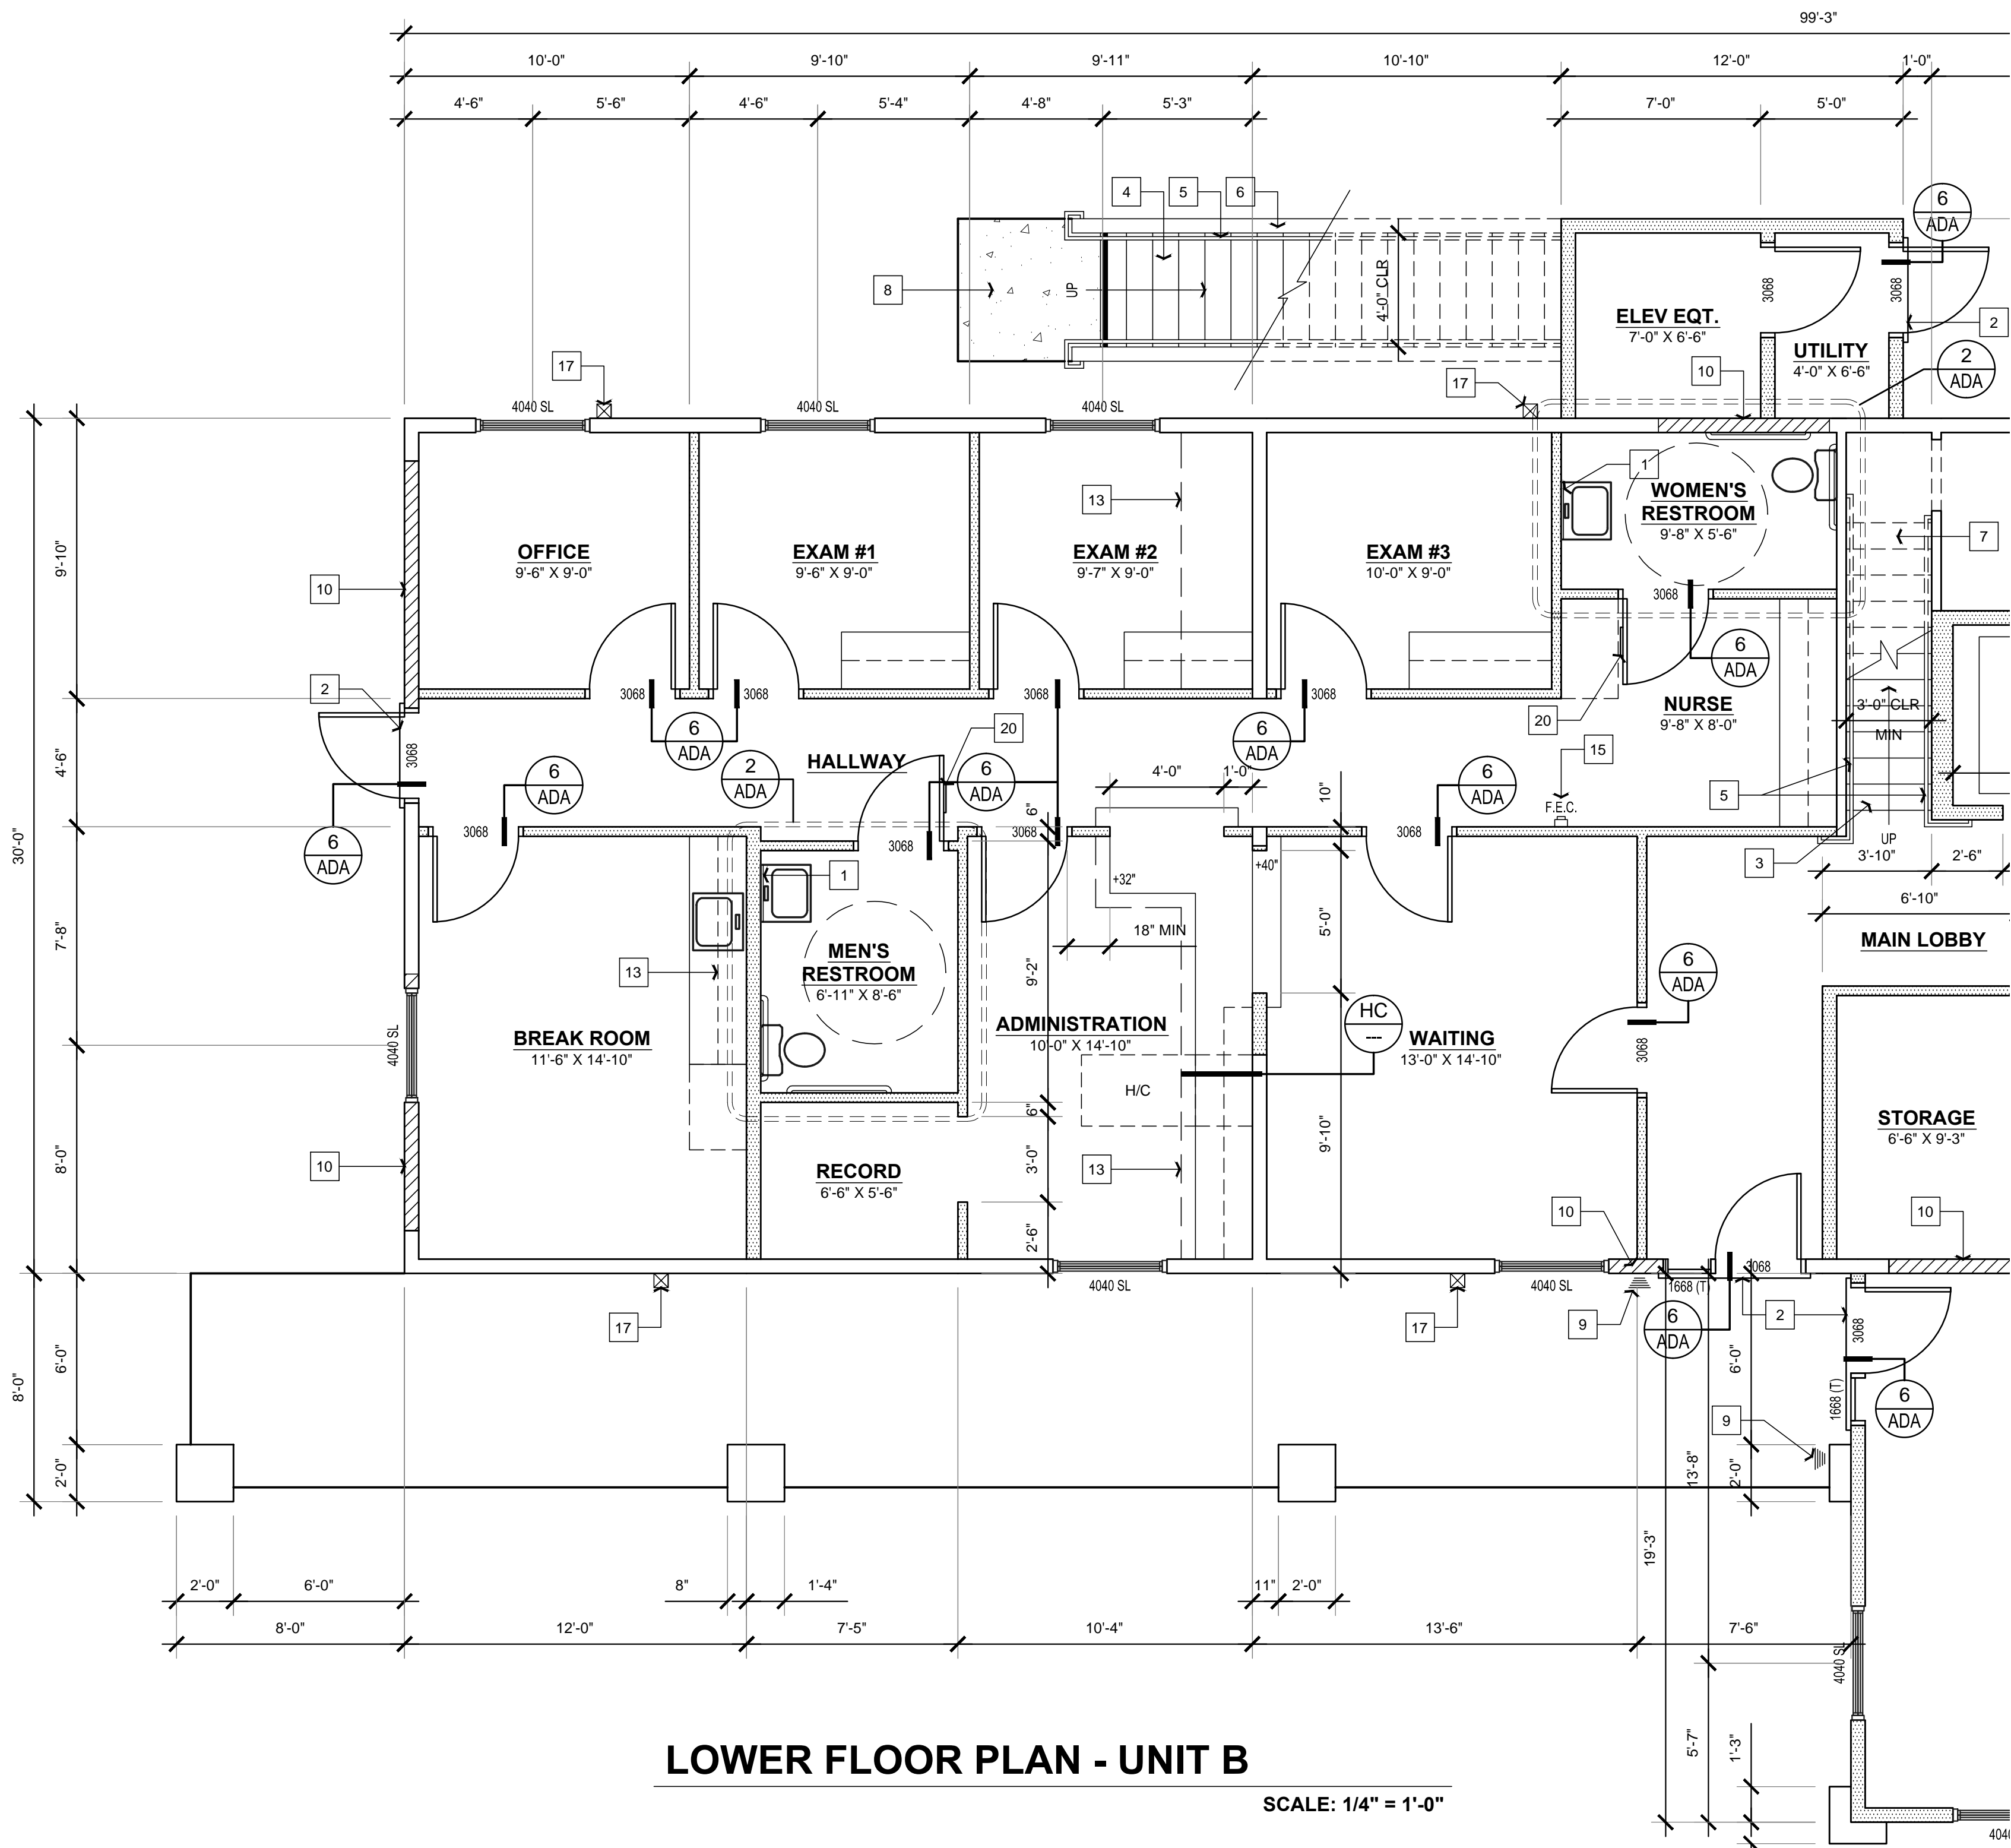 99'-3"
10'-0" 9'-10" 9'-11" 10'-10" 12'-0" 1'-0"
4'-6" 5'-6" 4'-6" 5'-4" 4'-8" 5'-3" 7'-0" 5'-0"
4 5 6
6
ADA
8
UP
4'-0" CLR
3068
3068
ELEV EQT.
7'-0" X 6'-6"
2
UTILITY
4'-0" X 6'-6"
2
ADA
17
17
10
4040 SL
4040 SL
4040 SL
13
1
WOMEN'S
RESTROOM
9'-8" X 5'-6"
7
OFFICE
9'-6" X 9'-0"
EXAM #1
9'-6" X 9'-0"
EXAM #2
9'-7" X 9'-0"
EXAM #3
10'-0" X 9'-0"
9'-10"
10
3068
6
ADA
2
3068
3068
3068
3068
NURSE
9'-8" X 8'-0"
3'-0" CLR
MIN
20
20
15
6
ADA
6
ADA
4'-6"
3068
HALLWAY
2
ADA
6
ADA
6
ADA
6
ADA
4'-0" 1'-0"
10"
6"
F.E.C.
5
UP
3
3'-10" 2'-6"
6'-10"
6
ADA
3068
3068
3068
3068
30'-0"
1
+32"
+40"
7'-8"
18" MIN
5'-0"
9'-2"
MAIN LOBBY
MEN'S
RESTROOM
6'-11" X 8'-6"
13
6
ADA
HC
---
4040 SL
BREAK ROOM
11'-6" X 14'-10"
ADMINISTRATION
10'-0" X 14'-10"
WAITING
13'-0" X 14'-10"
3068
H/C
6"
9'-10"
STORAGE
6'-6" X 9'-3"
8'-0"
10
RECORD
6'-6" X 5'-6"
3'-0"
13
10
10
2'-6"
4040 SL
4040 SL
3068
1668 (T)
17
17
9
6
ADA
2
3068
6'-0"
6'-0"
8'-0"
1668 (T)
6
ADA
9
2'-0"
13'-8"
2'-0"
19'-3"
2'-0" 6'-0" 8" 1'-4" 11" 2'-0"
8'-0" 12'-0" 7'-5" 10'-4" 13'-6" 7'-6"
4040 SL
5'-7"
1'-3"
LOWER FLOOR PLAN - UNIT B
SCALE: 1/4" = 1'-0"